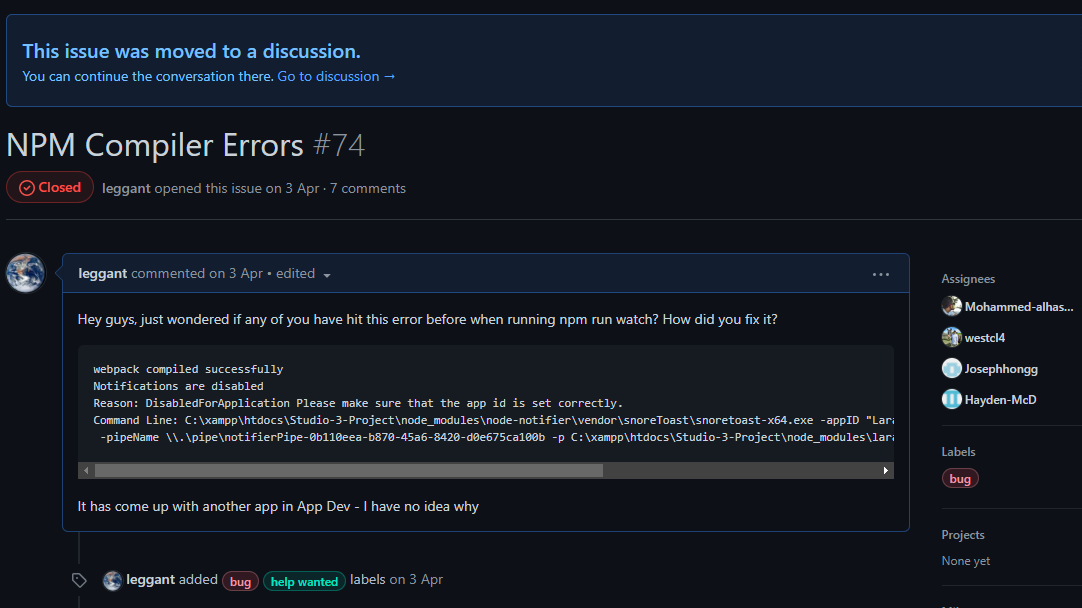 This issue was moved to a discussion.
You can continue the conversation there. Go to discussion →
NPM Compiler Errors #74
Closed leggant opened this issue on 3 Apr · 7 comments
leggant commented on 3 Apr • edited
Hey guys, just wondered if any of you have hit this error before when running npm run watch? How did you fix it?
webpack compiled successfully
Notifications are disabled
Reason: DisabledForApplication Please make sure that the app id is set correctly.
Command Line: C:\xampp\htdocs\Studio-3-Project\node_modules\node-notifier\vendor\snoreToast\snoretoast-x64.exe -appID "Lara
-pipeName \\.\pipe\notifierPipe-0b110eea-b870-45a6-8420-d0e675ca100b -p C:\xampp\htdocs\Studio-3-Project\node_modules\lara
It has come up with another app in App Dev - I have no idea why
leggant added bug help wanted labels on 3 Apr
Assignees
Mohammed-alhas...
westcl4
Josephhongg
Hayden-McD
Labels
bug
Projects
None yet